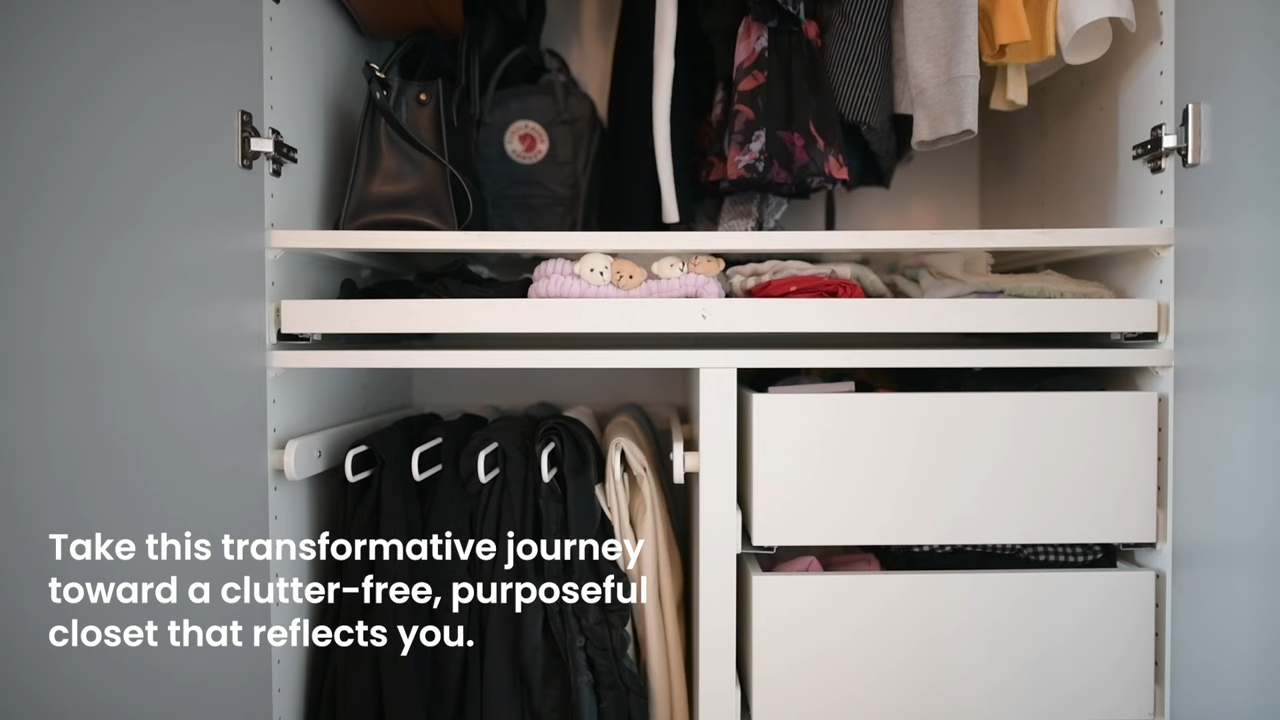 Take this transformative journey
toward a clutter-free, purposeful
closet that reflects you.